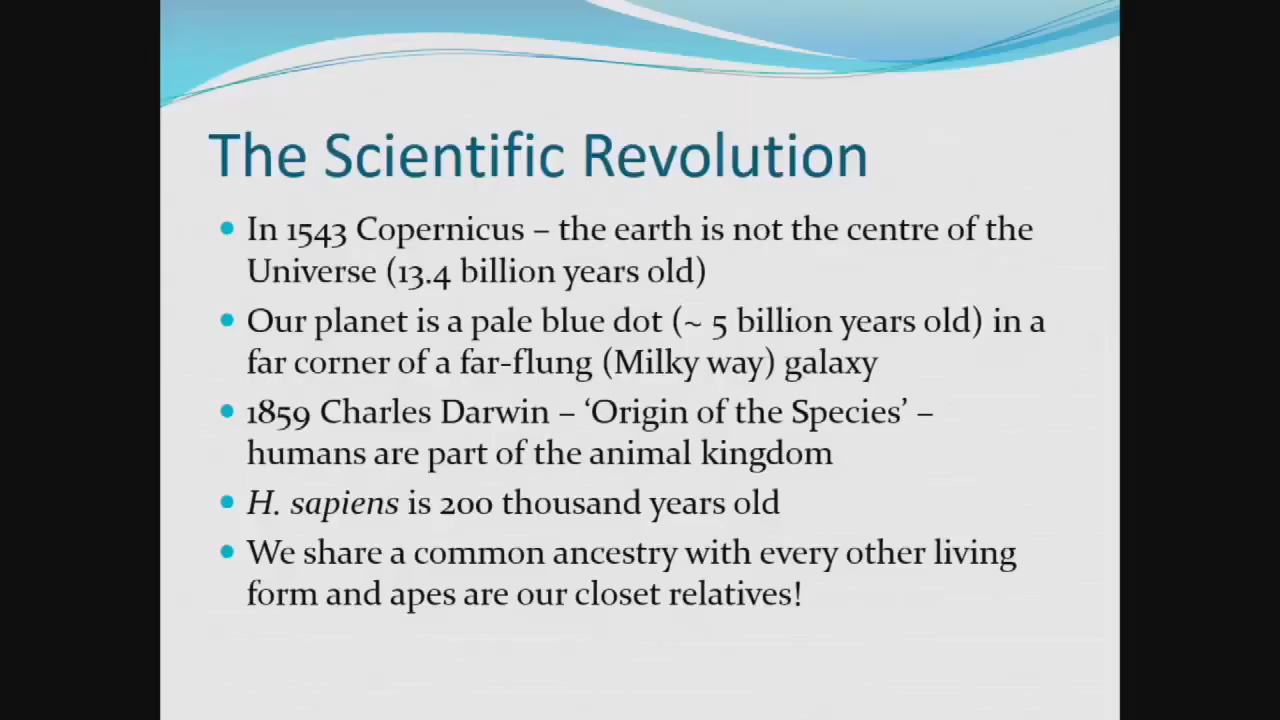 The Scientific Revolution
• In 1543 Copernicus – the earth is not the centre of the
Universe (13.4 billion years old)
• Our planet is a pale blue dot (~ 5 billion years old) in a
far corner of a far-flung (Milky way) galaxy
• 1859 Charles Darwin – ‘Origin of the Species’ –
humans are part of the animal kingdom
• H. sapiens is 200 thousand years old
• We share a common ancestry with every other living
form and apes are our closet relatives!